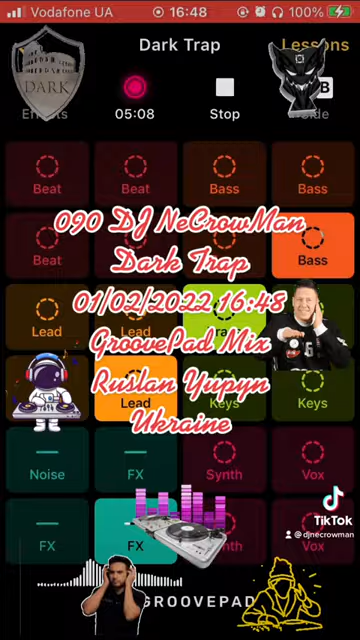 Vodafone UA 16:48 100%
Dark Trap Lessons
DARK
B
05:08 Stop
Beat Beat Bass Bass
Beat Bass
090 DJ NeCrowMan
Dark Trap
01/02/2022 16:48
GroovePad Mix
Ruslan Yupyn
Ukraine
Lead Lead
Lead Keys Keys
Noise FX Synth Vox
FX FX Vox
TikTok
@djnecrowman
GROOVEPAD